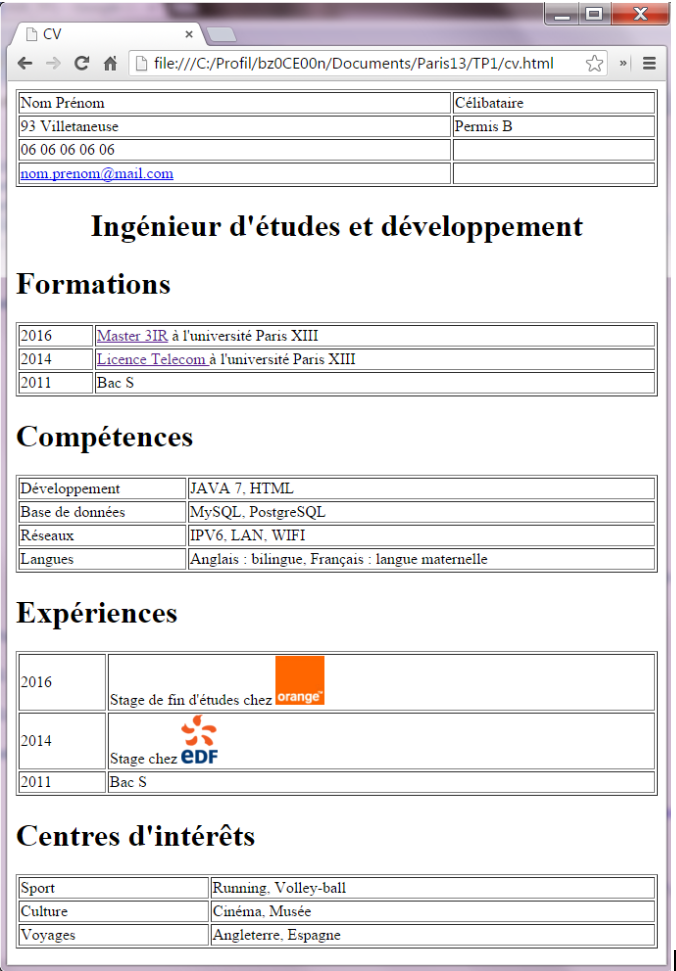 CV
file:///C:/Profil/bz0CE00n/Documents/Paris13/TP1/cv.html
Nom Prénom Célibataire
93 Villetaneuse Permis B
06 06 06 06 06
nom.prenom@mail.com
Ingénieur d'études et développement
Formations
2016 Master 3IR à l'université Paris XIII
2014 Licence Telecom à l'université Paris XIII
2011 Bac S
Compétences
Développement JAVA 7, HTML
Base de données MySQL, PostgreSQL
Réseaux IPV6, LAN, WIFI
Langues Anglais : bilingue, Français : langue maternelle
Expériences
2016 Stage de fin d'études chez orange™
2014 Stage chez eDF
2011 Bac S
Centres d'intérêts
Sport Running, Volley-ball
Culture Cinéma, Musée
Voyages Angleterre, Espagne